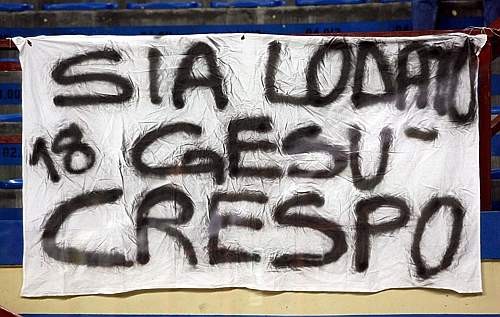 SIA LODATO
18 GESU'
CRESPO